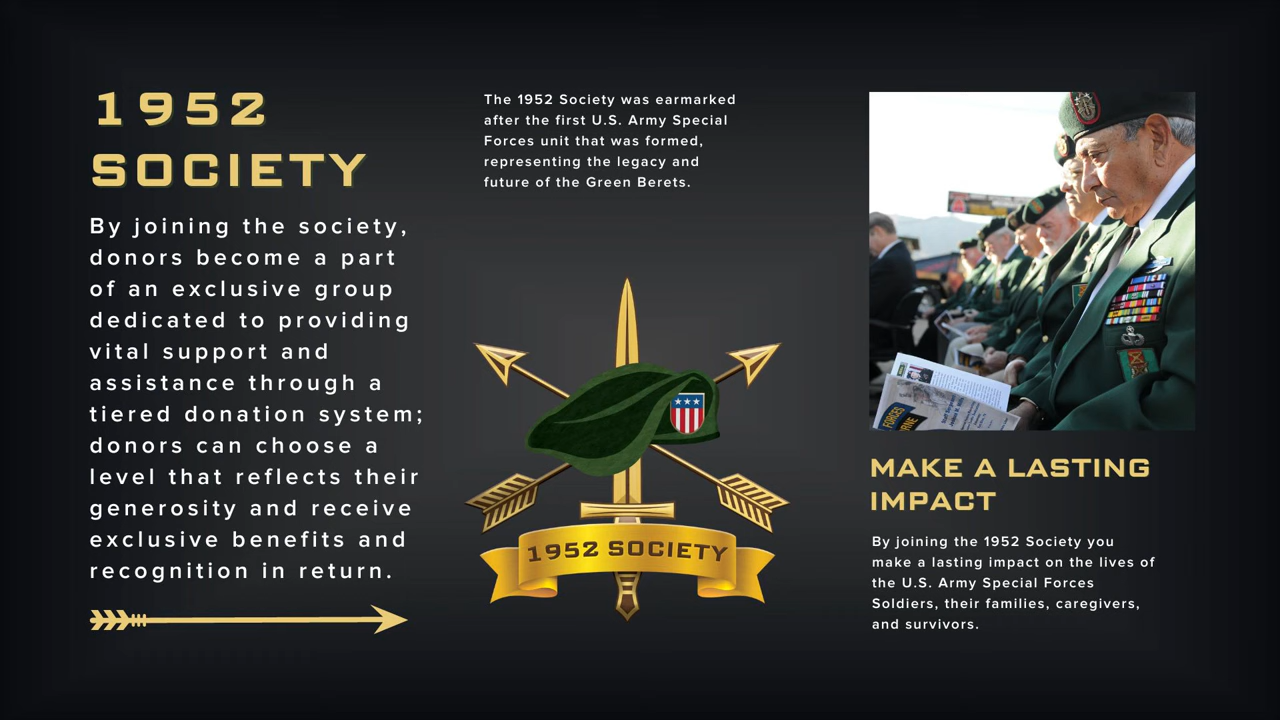 1952
SOCIETY
By joining the society,
donors become a part
of an exclusive group
dedicated to providing
vital support and
assistance through a
tiered donation system;
donors can choose a
level that reflects their
generosity and receive
exclusive benefits and
recognition in return.
The 1952 Society was earmarked
after the first U.S. Army Special
Forces unit that was formed,
representing the legacy and
future of the Green Berets.
1952 SOCIETY
FORCES
MAKE A LASTING
IMPACT
By joining the 1952 Society you
make a lasting impact on the lives of
the U.S. Army Special Forces
Soldiers, their families, caregivers,
and survivors.